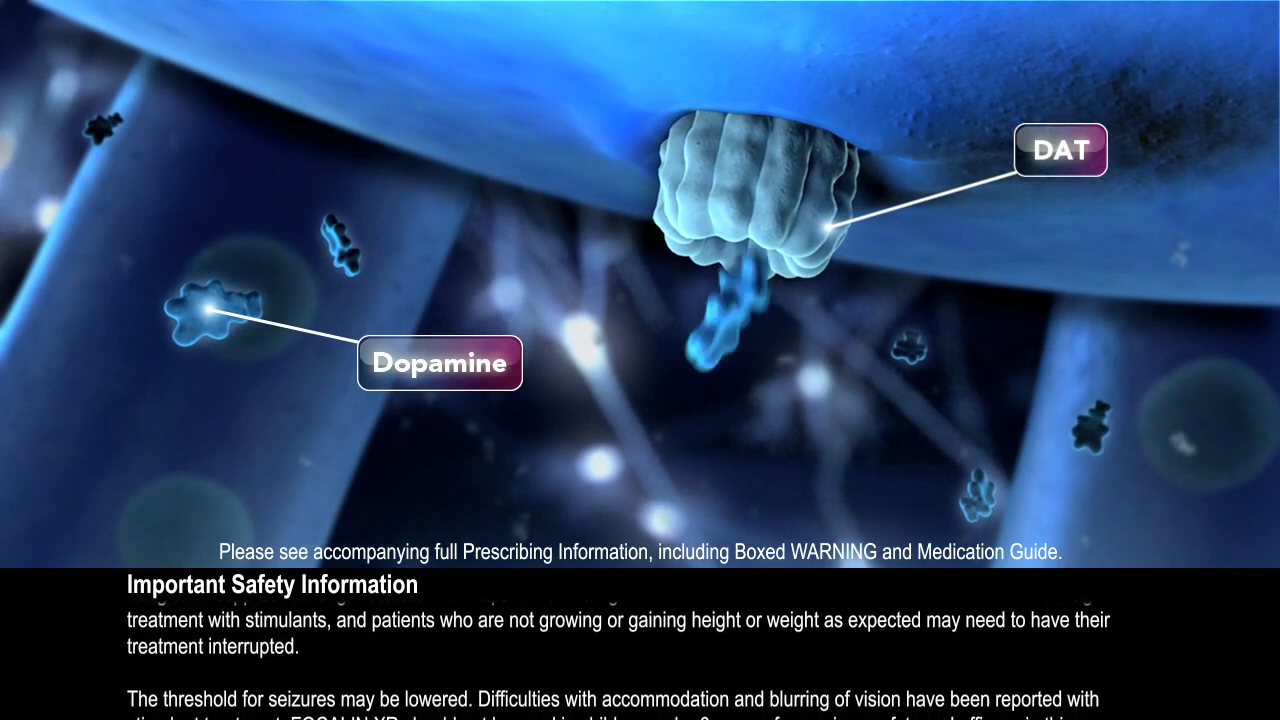 DAT
Dopamine
Please see accompanying full Prescribing Information, including Boxed WARNING and Medication Guide.
Important Safety Information
treatment with stimulants, and patients who are not growing or gaining height or weight as expected may need to have their
treatment interrupted.
The threshold for seizures may be lowered. Difficulties with accommodation and blurring of vision have been reported with